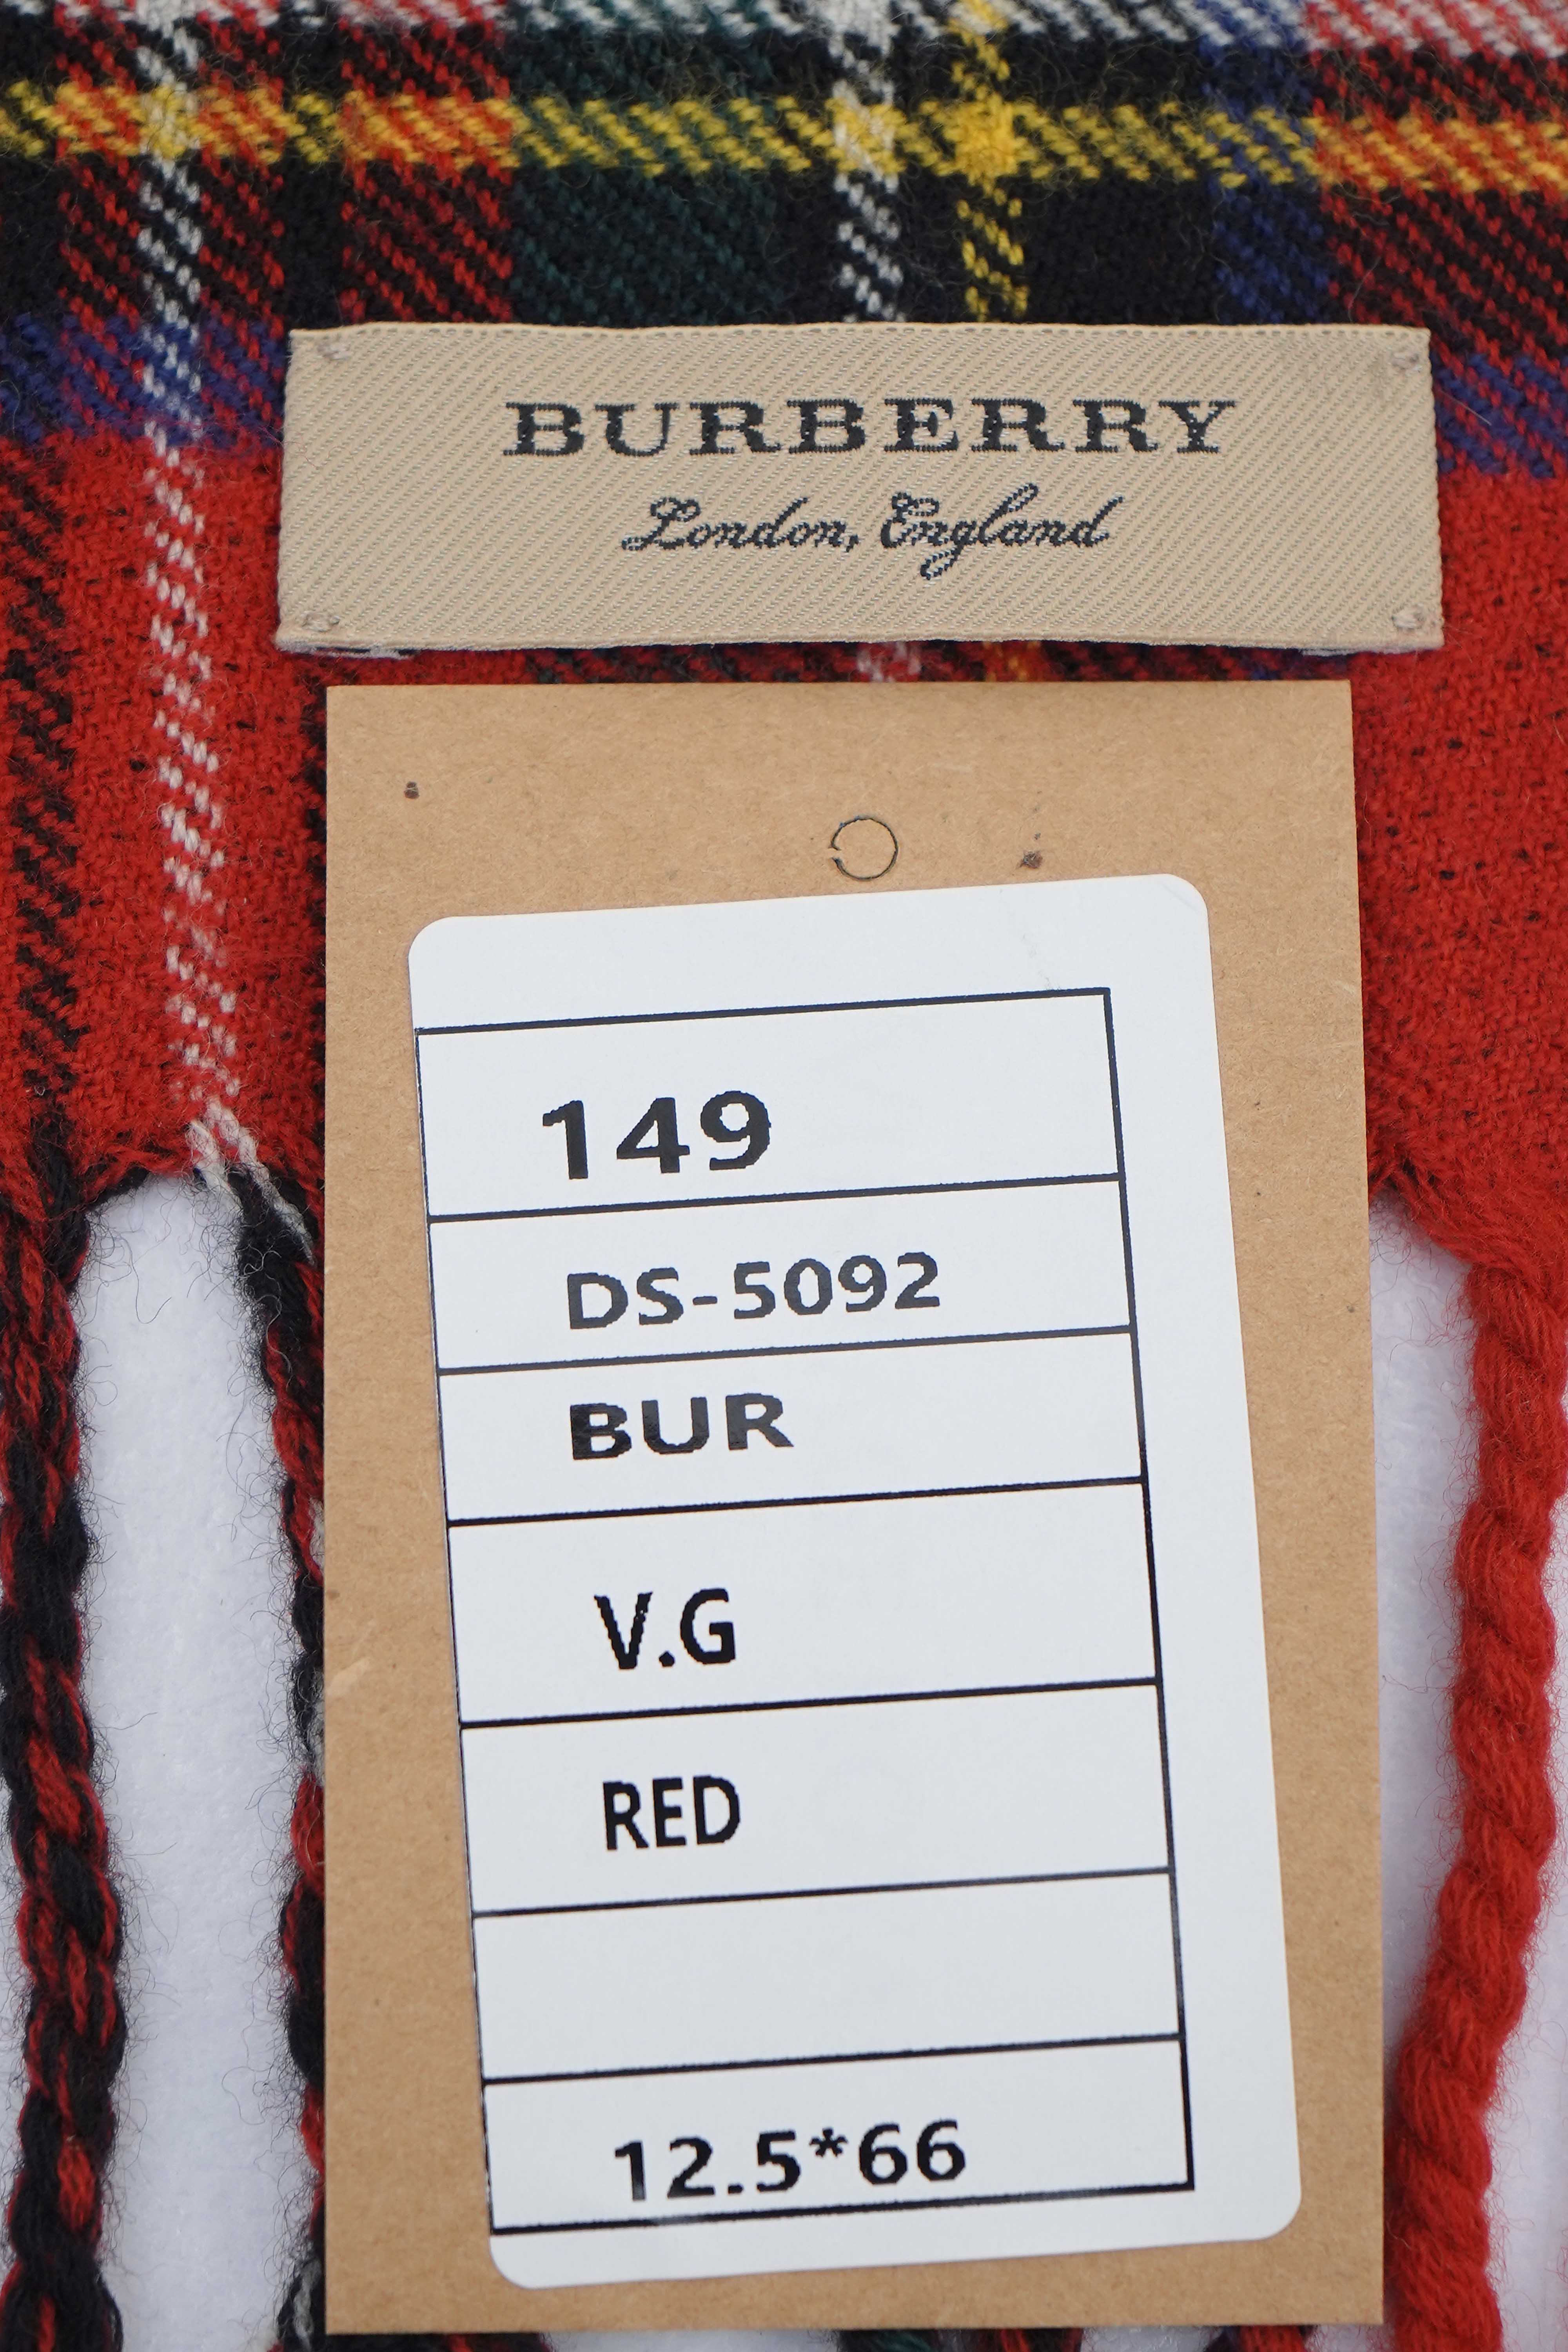 BURBERRY
London, England
149
DS-5092
BUR
V.G
RED
12.5*66